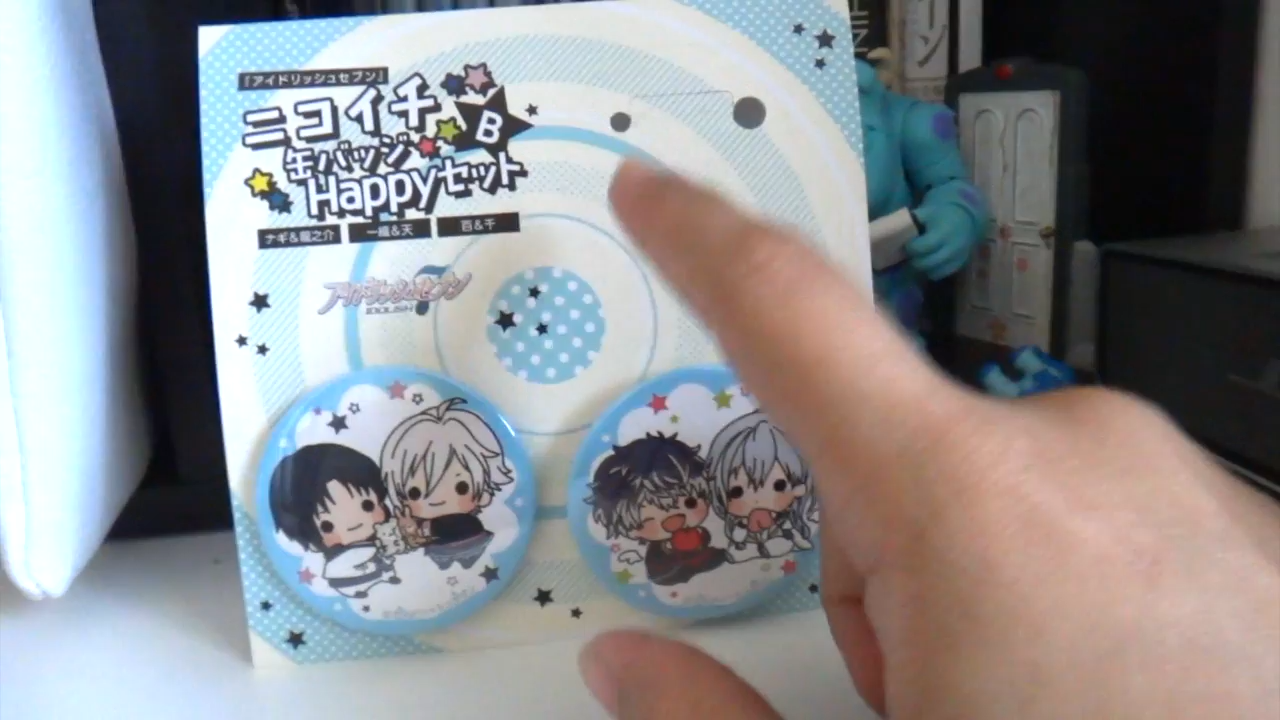 『アイドリッシュセブン』
ニコイチ
B
缶バッジ
Happyセット
ナギ&龍之介 一織&天 百&千
アイドリッシュセブン
IDOLiSH
ーン